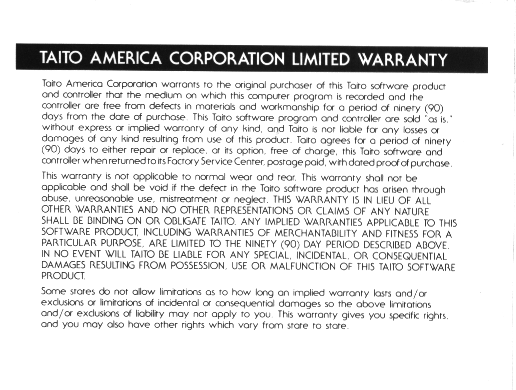 TAITO AMERICA CORPORATION LIMITED WARRANTY
Taito America Corporation warrants to the original purchaser of this Taito software product
and controller that the medium on which this computer program is recorded and the
controller are free from defects in materials and workmanship for a period of ninety (90)
days from the date of purchase. This Taito software program and controller are sold "as is,"
without express or implied warranty of any kind, and Taito is not liable for any losses or
damages of any kind resulting from use of this product. Taito agrees for a period of ninety
(90) days to either repair or replace, at its option, free of charge, this Taito software and
controller when returned to its Factory Service Center, postage paid, with dated proof of purchase.
This warranty is not applicable to normal wear and tear. This warranty shall not be
applicable and shall be void if the defect in the Taito software product has arisen through
abuse, unreasonable use, mistreatment or neglect. THIS WARRANTY IS IN LIEU OF ALL
OTHER WARRANTIES AND NO OTHER REPRESENTATIONS OR CLAIMS OF ANY NATURE
SHALL BE BINDING ON OR OBLIGATE TAITO. ANY IMPLIED WARRANTIES APPLICABLE TO THIS
SOFTWARE PRODUCT, INCLUDING WARRANTIES OF MERCHANTABILITY AND FITNESS FOR A
PARTICULAR PURPOSE, ARE LIMITED TO THE NINETY (90) DAY PERIOD DESCRIBED ABOVE.
IN NO EVENT WILL TAITO BE LIABLE FOR ANY SPECIAL, INCIDENTAL, OR CONSEQUENTIAL
DAMAGES RESULTING FROM POSSESSION, USE OR MALFUNCTION OF THIS TAITO SOFTWARE
PRODUCT.
Some states do not allow limitations as to how long an implied warranty lasts and/or
exclusions or limitations of incidental or consequential damages so the above limitations
and/or exclusions of liability may not apply to you. This warranty gives you specific rights,
and you may also have other rights which vary from state to state.